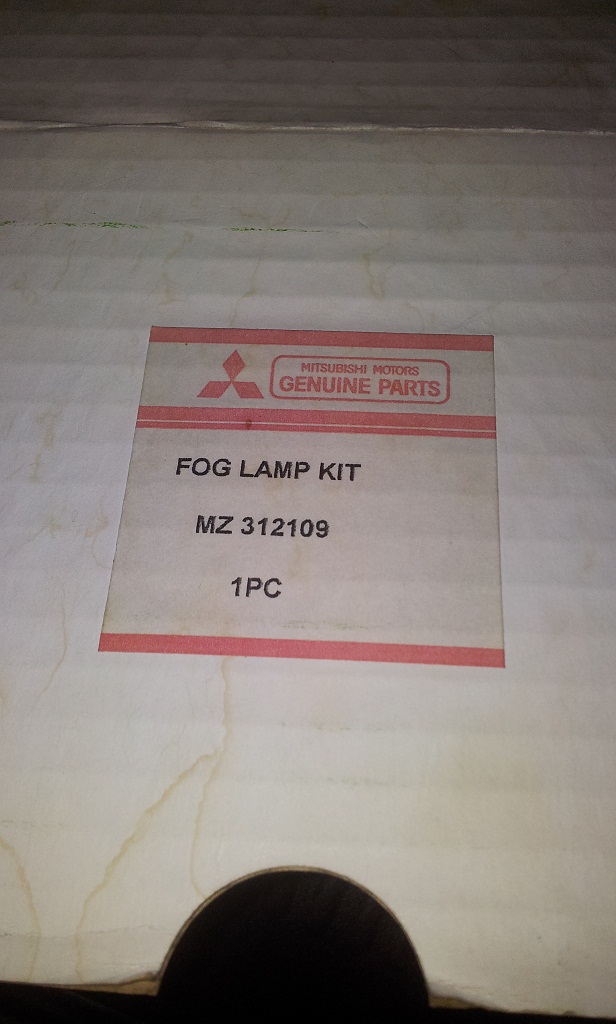 MITSUBISHI MOTORS
GENUINE PARTS
FOG LAMP KIT
MZ 312109
1PC